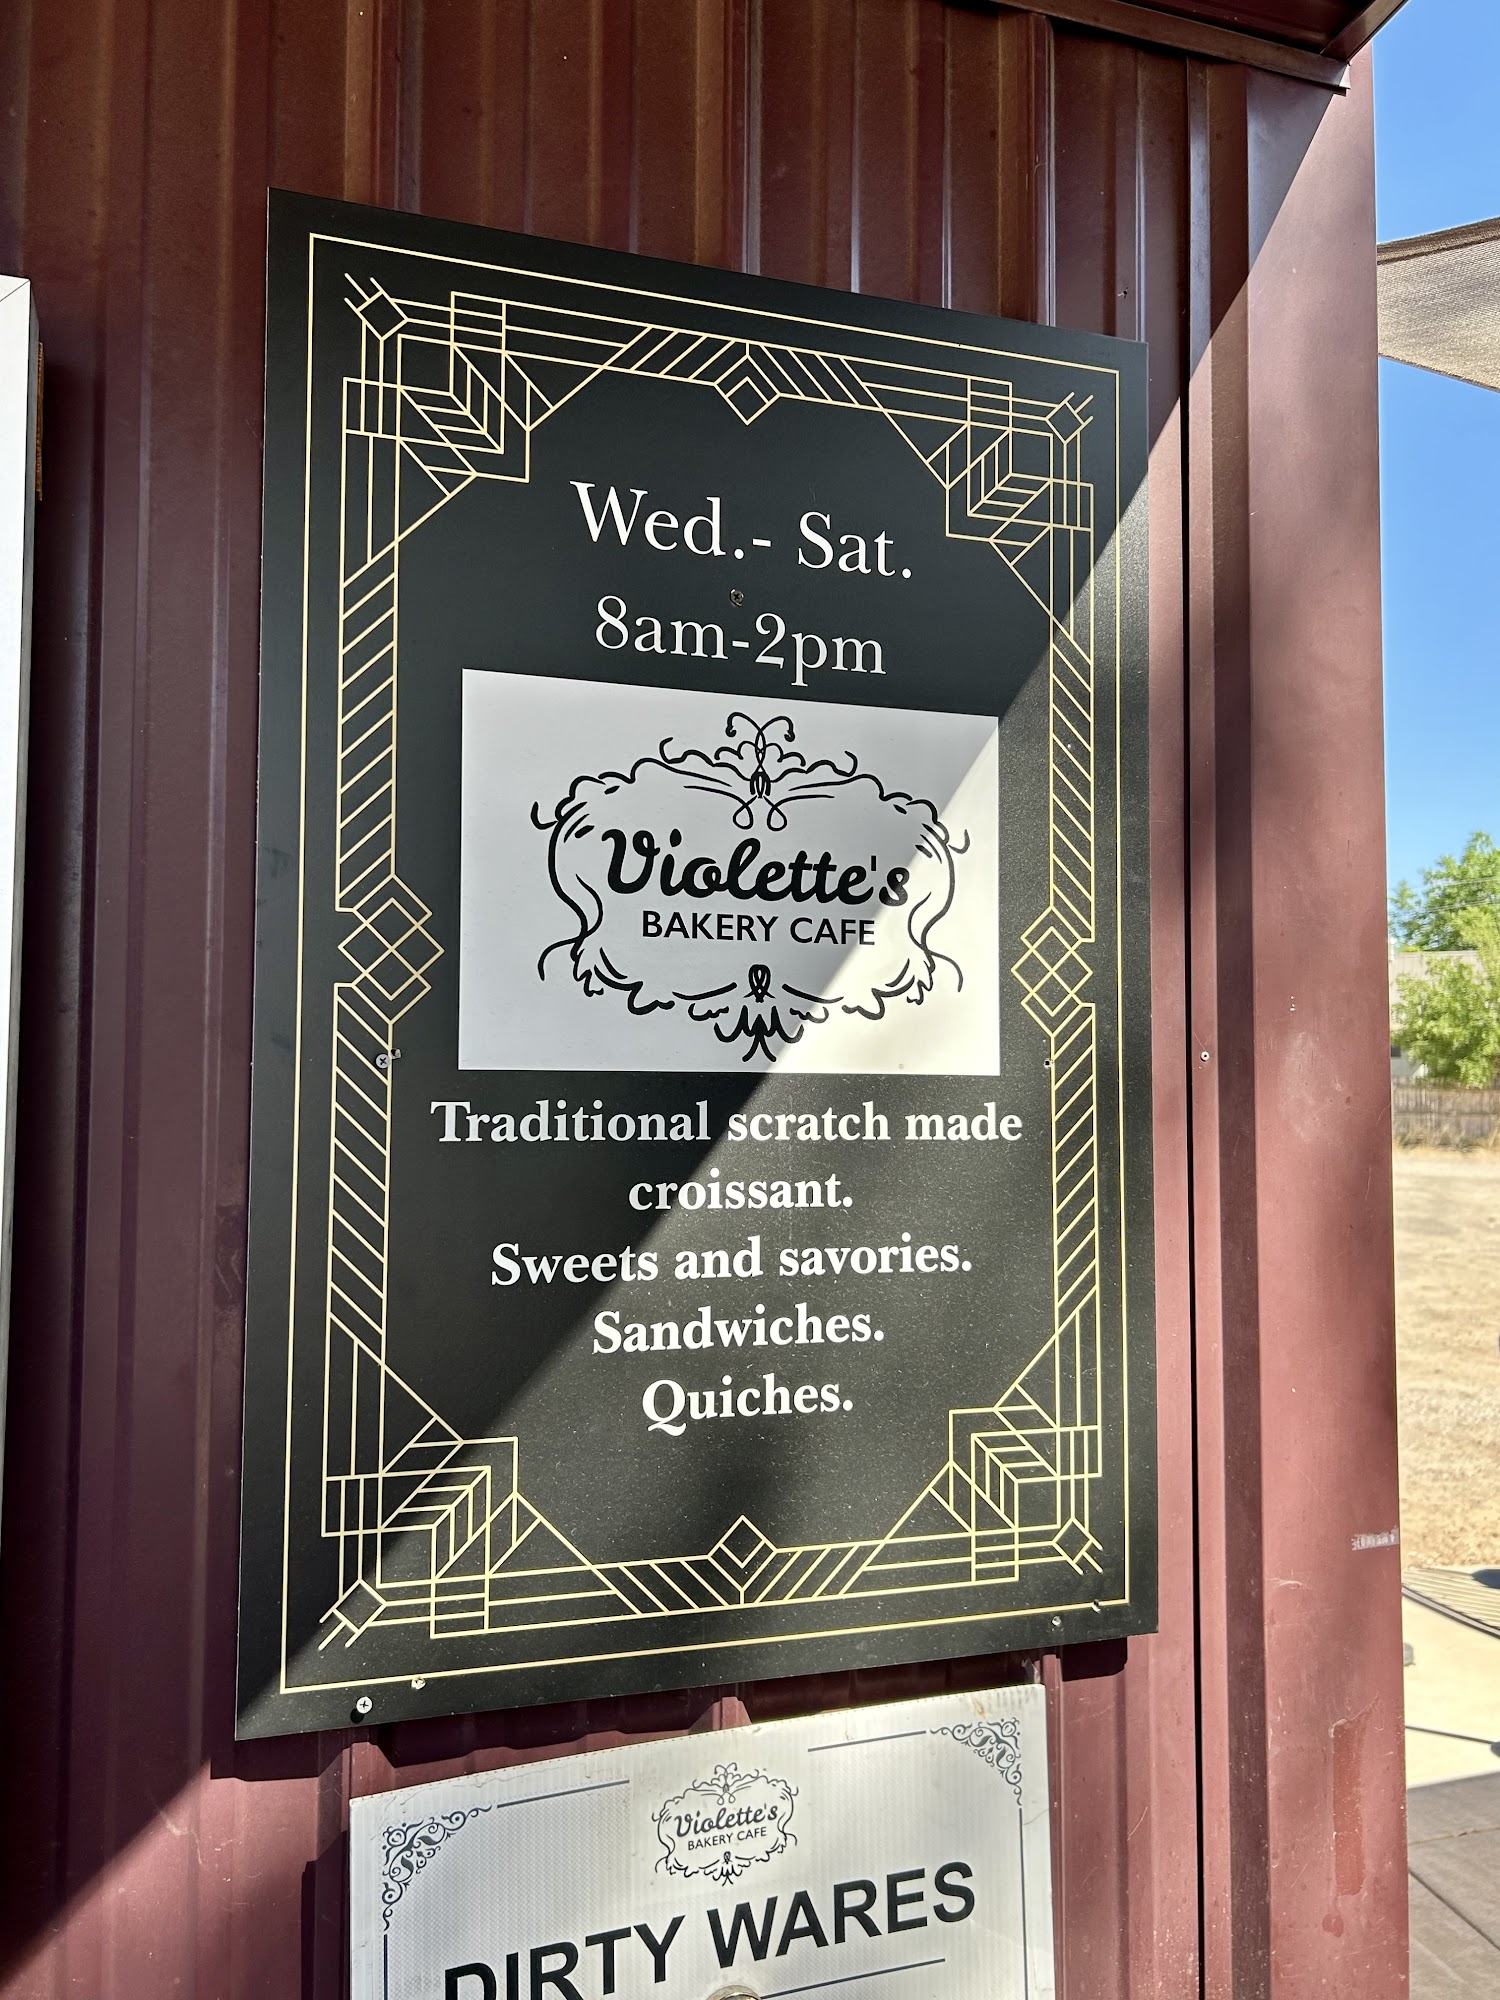 Wed.- Sat.
8am-2pm
Violette's
BAKERY CAFE
Traditional scratch made
croissant.
Sweets and savories.
Sandwiches.
Quiches.
Violette's
BAKERY CAFE
DIRTY WARES